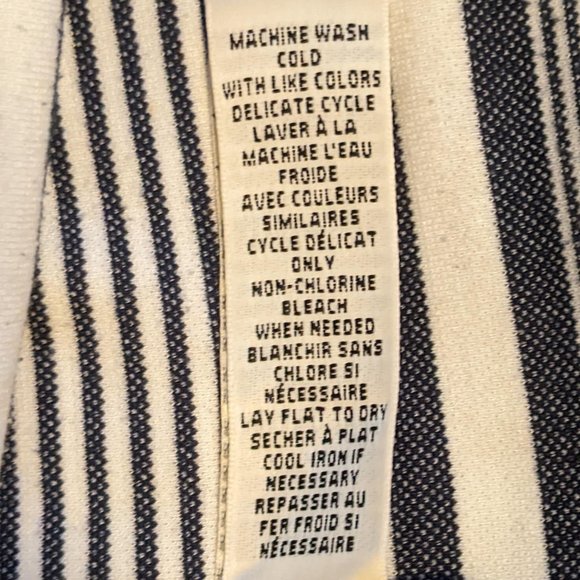 MACHINE WASH
COLD
WITH LIKE COLORS
DELICATE CYCLE
LAVER À LA
MACHINE L'EAU
FROIDE
AVEC COULEURS
SIMILAIRES
CYCLE DÉLICAT
ONLY
NON-CHLORINE
BLEACH
WHEN NEEDED
BLANCHIR SANS
CHLORE SI
NÉCESSAIRE
LAY FLAT TO DRY
SECHER À PLAT
COOL IRON IF
NECESSARY
REPASSER AU
FER FROID SI
NÉCESSAIRE